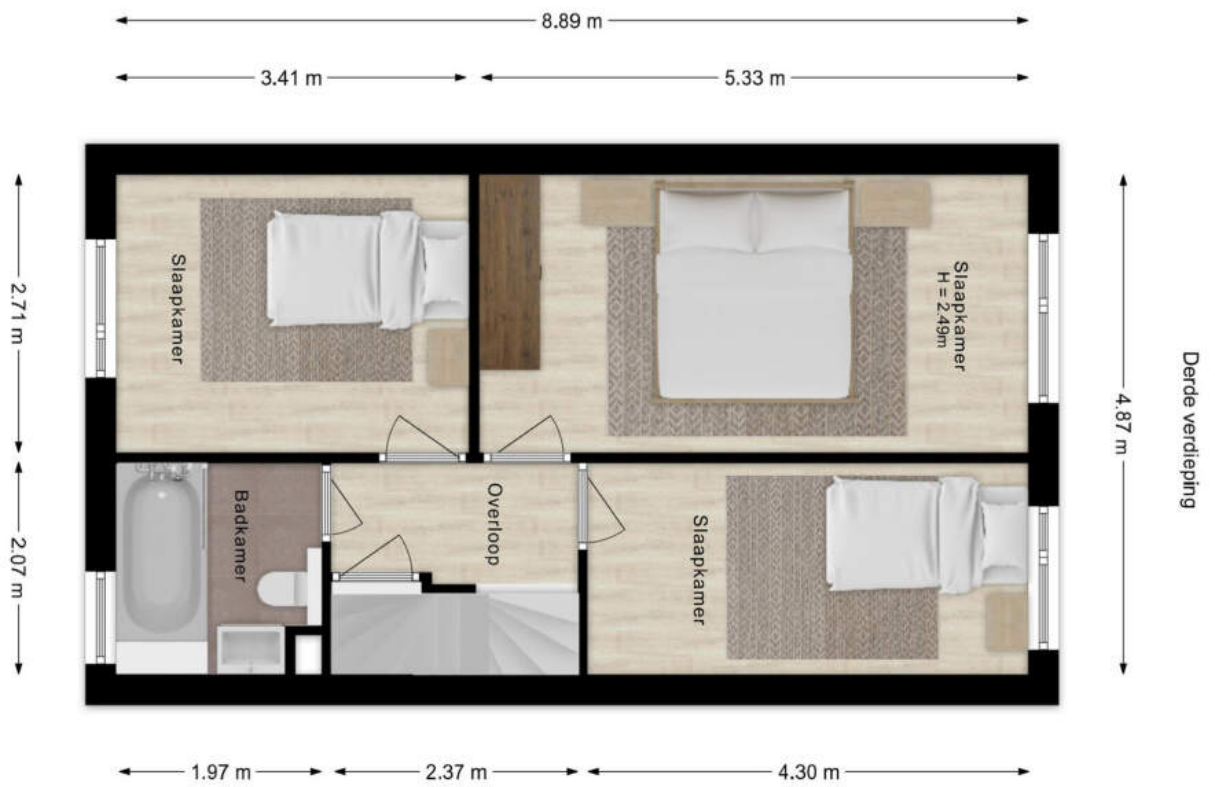 8.89 m
3.41 m
5.33 m
Slaapkamer
Slaapkamer
H = 2.49m
2.71 m
4.87 m
Derde verdieping
Badkamer
Overloop
Slaapkamer
2.07 m
1.97 m
2.37 m
4.30 m